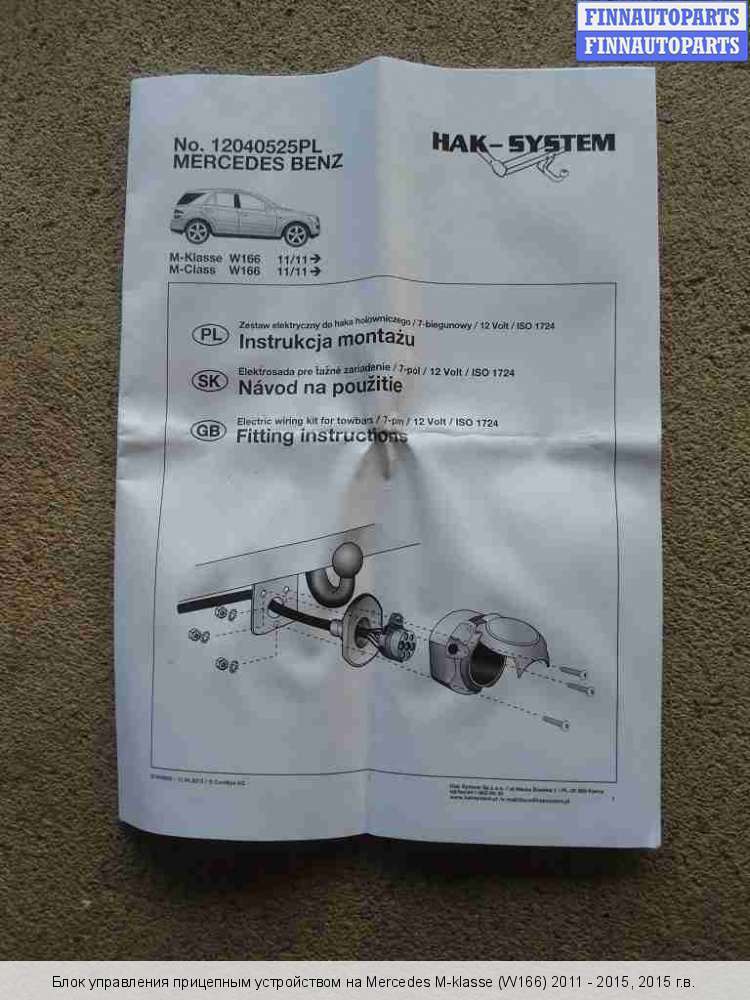 FINNAUTOPARTS
FINNAUTOPARTS
No. 12040525PL
MERCEDES BENZ
HAK-SYSTEM
M-Klasse W166 11/11→
M-Class W166 11/11→
PL Zestaw elektryczny do haka holowniczego / 7-biegunowy / 12 Volt / ISO 1724
Instrukcja montażu
SK Elektrosada pre ťažné zariadenie / 7-pól / 12 Volt / ISO 1724
Návod na použitie
GB Electric wiring kit for towbars / 7-pin / 12 Volt / ISO 1724
Fitting instructions
Блок управления прицепным устройством на Mercedes M-klasse (W166) 2011 - 2015, 2015 г.в.